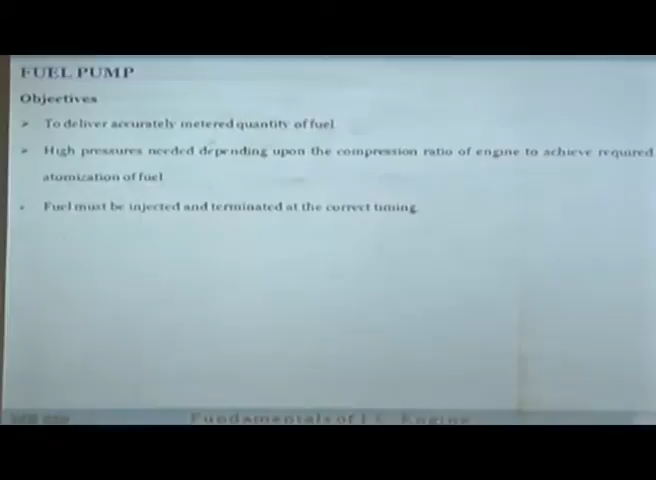 FUEL PUMP
Objectives
➤ To deliver accurately metered quantity of fuel
➤ High pressures needed depending upon the compression ratio of engine to achieve required
atomization of fuel
• Fuel must be injected and terminated at the correct timing.
Fundamentals of I C Engine